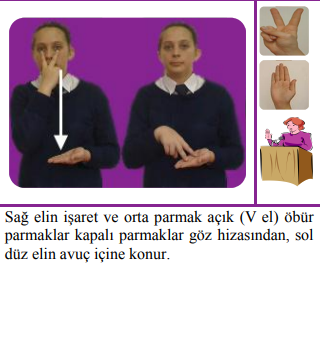 Sağ elin işaret ve orta parmak açık (V el) öbür
parmaklar kapalı parmaklar göz hizasından, sol
düz elin avuç içine konur.